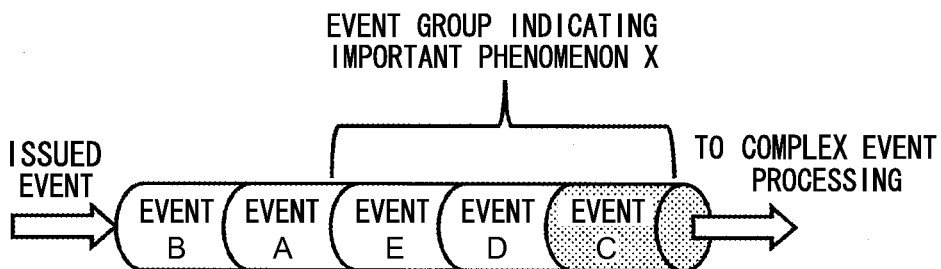 EVENT GROUP INDICATING
IMPORTANT PHENOMENON X
ISSUED
EVENT
TO COMPLEX EVENT
PROCESSING
EVENT B
EVENT A
EVENT E
EVENT D
EVENT C